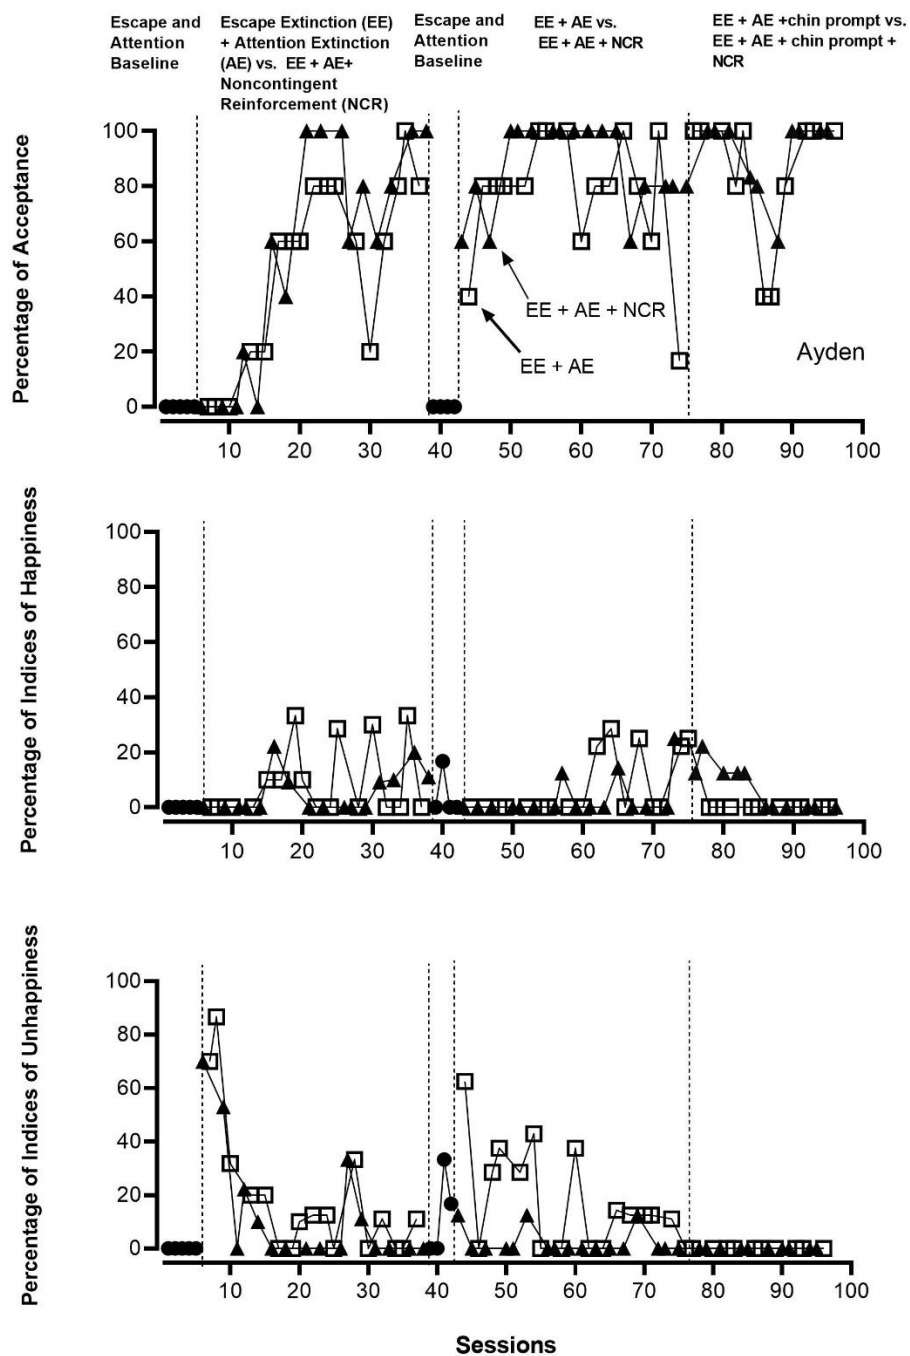 Escape and
Attention
Baseline
Escape Extinction (EE)
+ Attention Extinction
(AE) vs. EE + AE+
Noncontingent
Reinforcement (NCR)
Escape and
Attention
Baseline
EE + AE vs.
EE + AE + NCR
EE + AE +chin prompt vs.
EE + AE + chin prompt +
NCR
Percentage of Acceptance
100
80
60
40
20
0
EE + AE + NCR
EE + AE
Ayden
10 20 30 40 50 60 70 80 90 100
Percentage of Indices of Happiness
100
80
60
40
20
0
10 20 30 40 50 60 70 80 90 100
Percentage of Indices of Unhappiness
100
80
60
40
20
0
10 20 30 40 50 60 70 80 90 100
Sessions